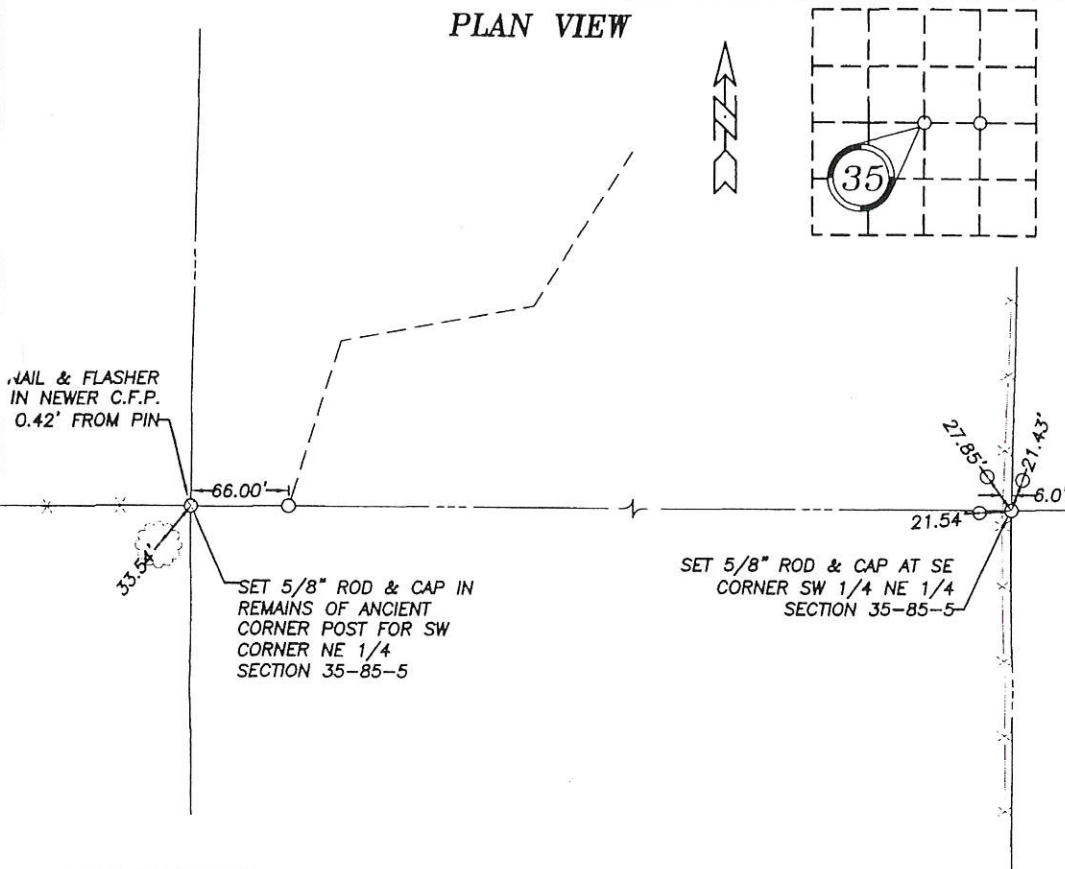 PLAN VIEW
N
35
NAIL & FLASHER
IN NEWER C.F.P.
0.42' FROM PIN
66.00'
33.54'
SET 5/8" ROD & CAP IN
REMAINS OF ANCIENT
CORNER POST FOR SW
CORNER NE 1/4
SECTION 35-85-5
27.85'
21.43'
6.0'
21.54'
SET 5/8" ROD & CAP AT SE
CORNER SW 1/4 NE 1/4
SECTION 35-85-5